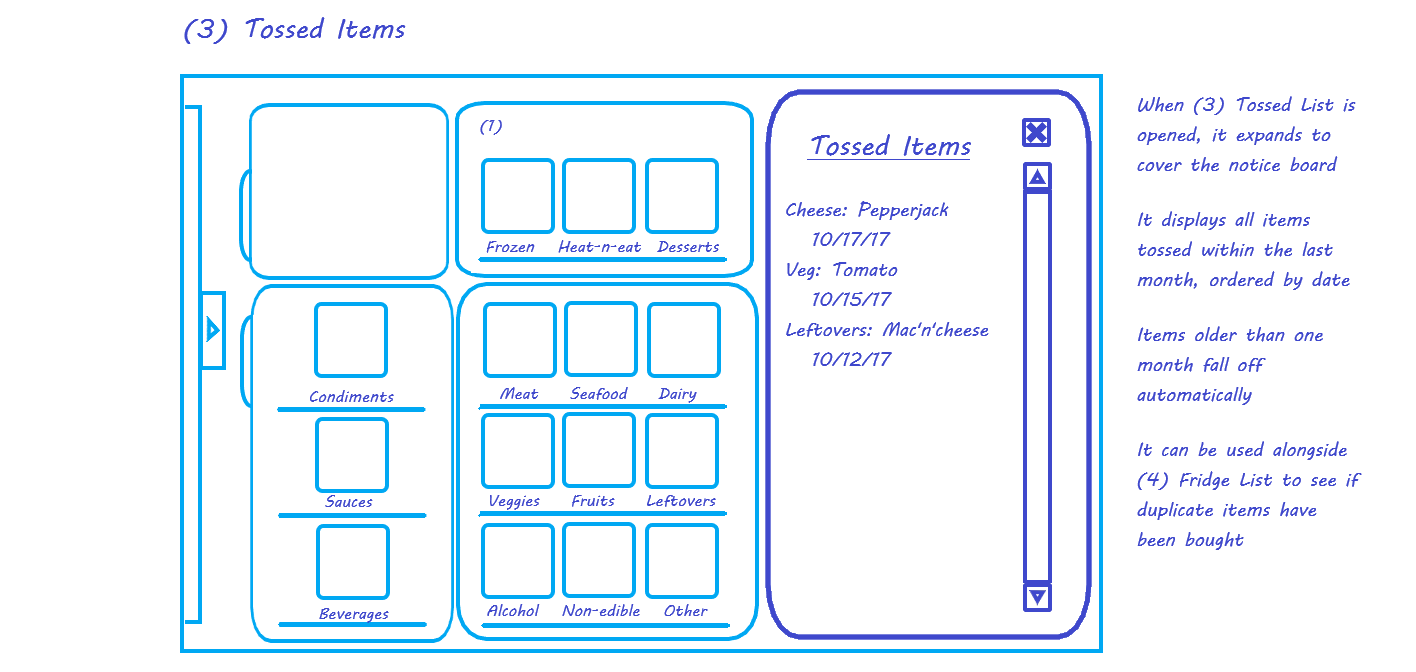 (3) Tossed Items
(1)
Frozen Heat-n-eat Desserts
Condiments
Sauces
Beverages
Meat Seafood Dairy
Veggies Fruits Leftovers
Alcohol Non-edible Other
Tossed Items
Cheese: Pepperjack
10/17/17
Veg: Tomato
10/15/17
Leftovers: Mac'n'cheese
10/12/17
When (3) Tossed List is
opened, it expands to
cover the notice board
It displays all items
tossed within the last
month, ordered by date
Items older than one
month fall off
automatically
It can be used alongside
(4) Fridge List to see if
duplicate items have
been bought